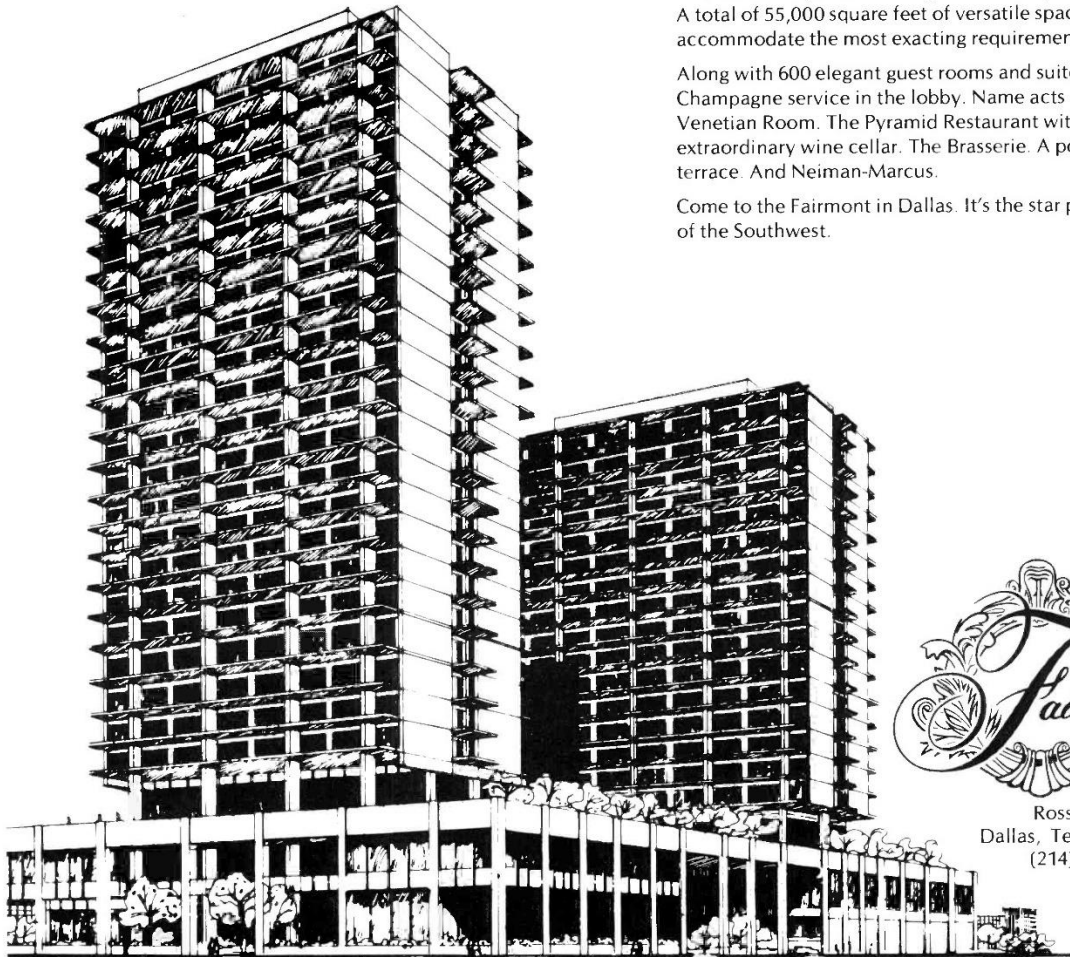 A total of 55,000 square feet of versatile spac
accommodate the most exacting requiremen
Along with 600 elegant guest rooms and suite
Champagne service in the lobby. Name acts
Venetian Room. The Pyramid Restaurant wit
extraordinary wine cellar. The Brasserie. A po
terrace. And Neiman-Marcus.
Come to the Fairmont in Dallas. It's the star p
of the Southwest.
Fai
Ross
Dallas, Te
(214)